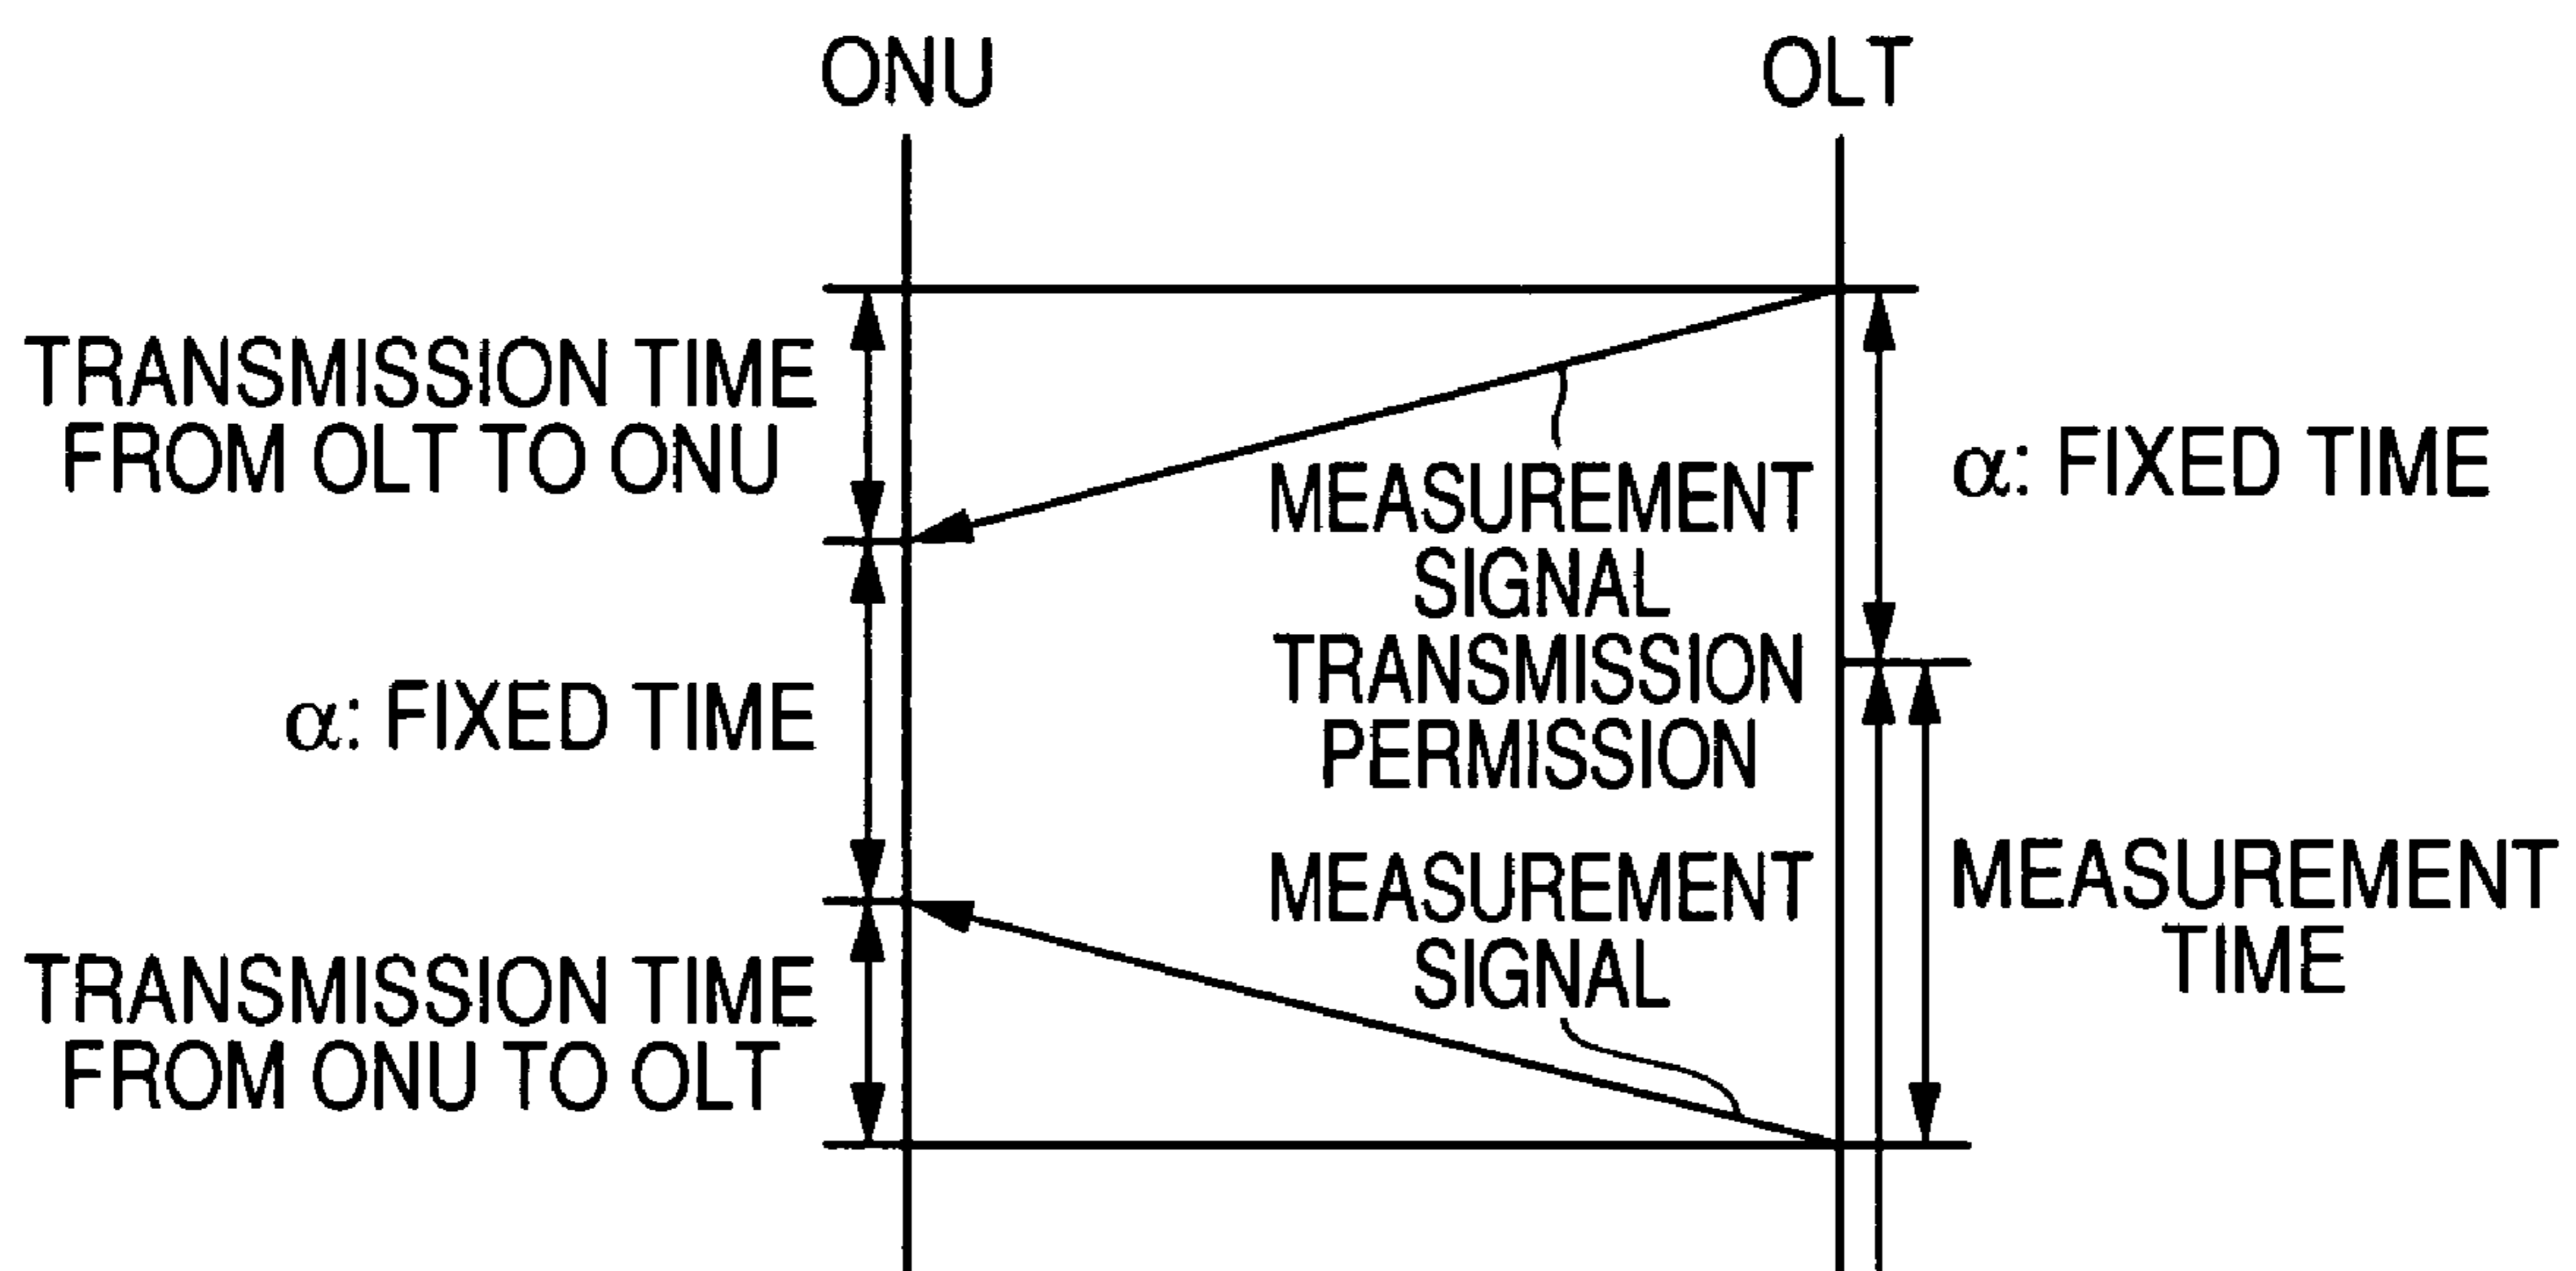 ONU
OLT
TRANSMISSION TIME
FROM OLT TO ONU
α: FIXED TIME
MEASUREMENT
SIGNAL
TRANSMISSION
PERMISSION
α: FIXED TIME
MEASUREMENT
SIGNAL
MEASUREMENT
TIME
TRANSMISSION TIME
FROM ONU TO OLT